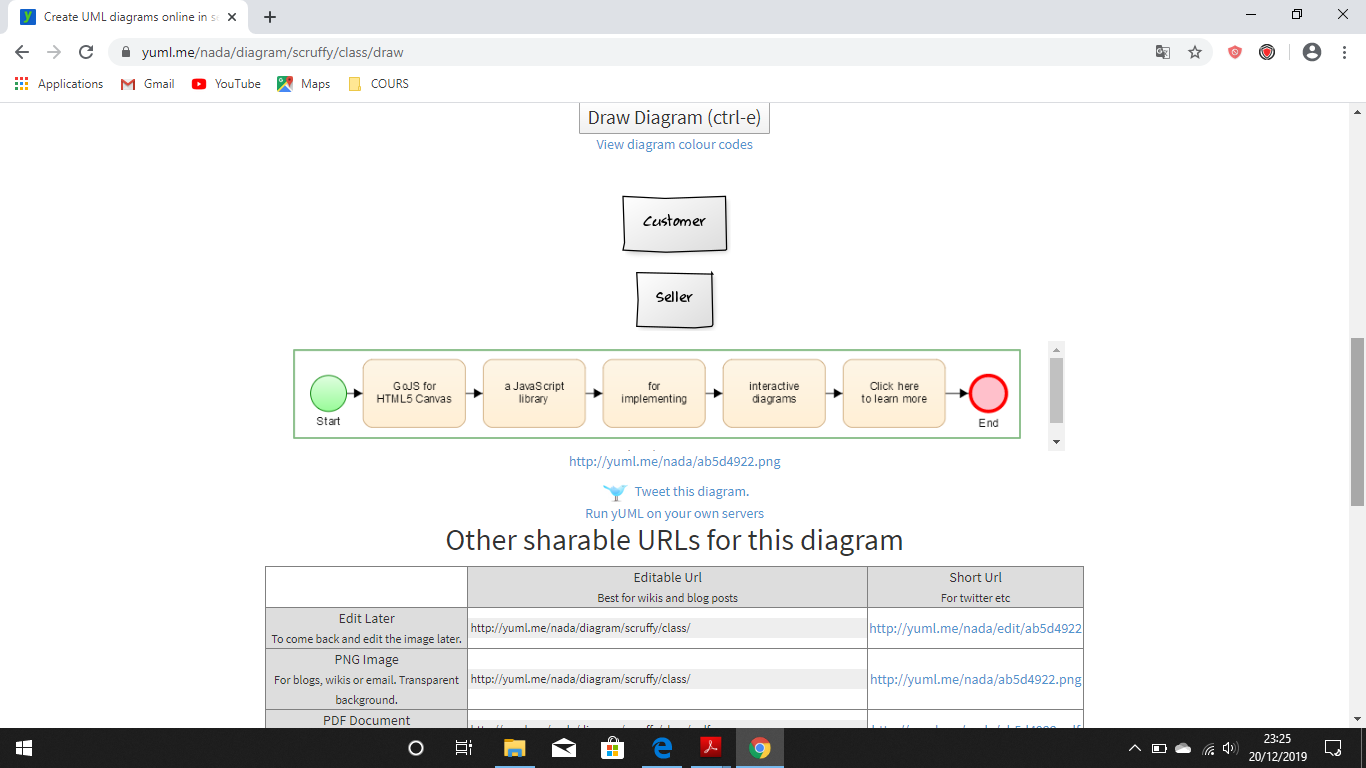 Create UML diagrams online in se
yuml.me/nada/diagram/scruffy/class/draw
Applications
Gmail
YouTube
Maps
COURS
Draw Diagram (ctrl-e)
View diagram colour codes
Customer
Seller
GoJS for
HTML5 Canvas
a JavaScript
library
for
implementing
interactive
diagrams
Click here
to learn more
Start
End
http://yuml.me/nada/ab5d4922.png
Tweet this diagram.
Run yUML on your own servers
Other sharable URLs for this diagram
Editable Url
Best for wikis and blog posts
Short Url
For twitter etc
Edit Later
To come back and edit the image later.
http://yuml.me/nada/diagram/scruffy/class/
http://yuml.me/nada/edit/ab5d4922
PNG Image
For blogs, wikis or email. Transparent
background.
http://yuml.me/nada/diagram/scruffy/class/
http://yuml.me/nada/ab5d4922.png
PDF Document
23:25
20/12/2019